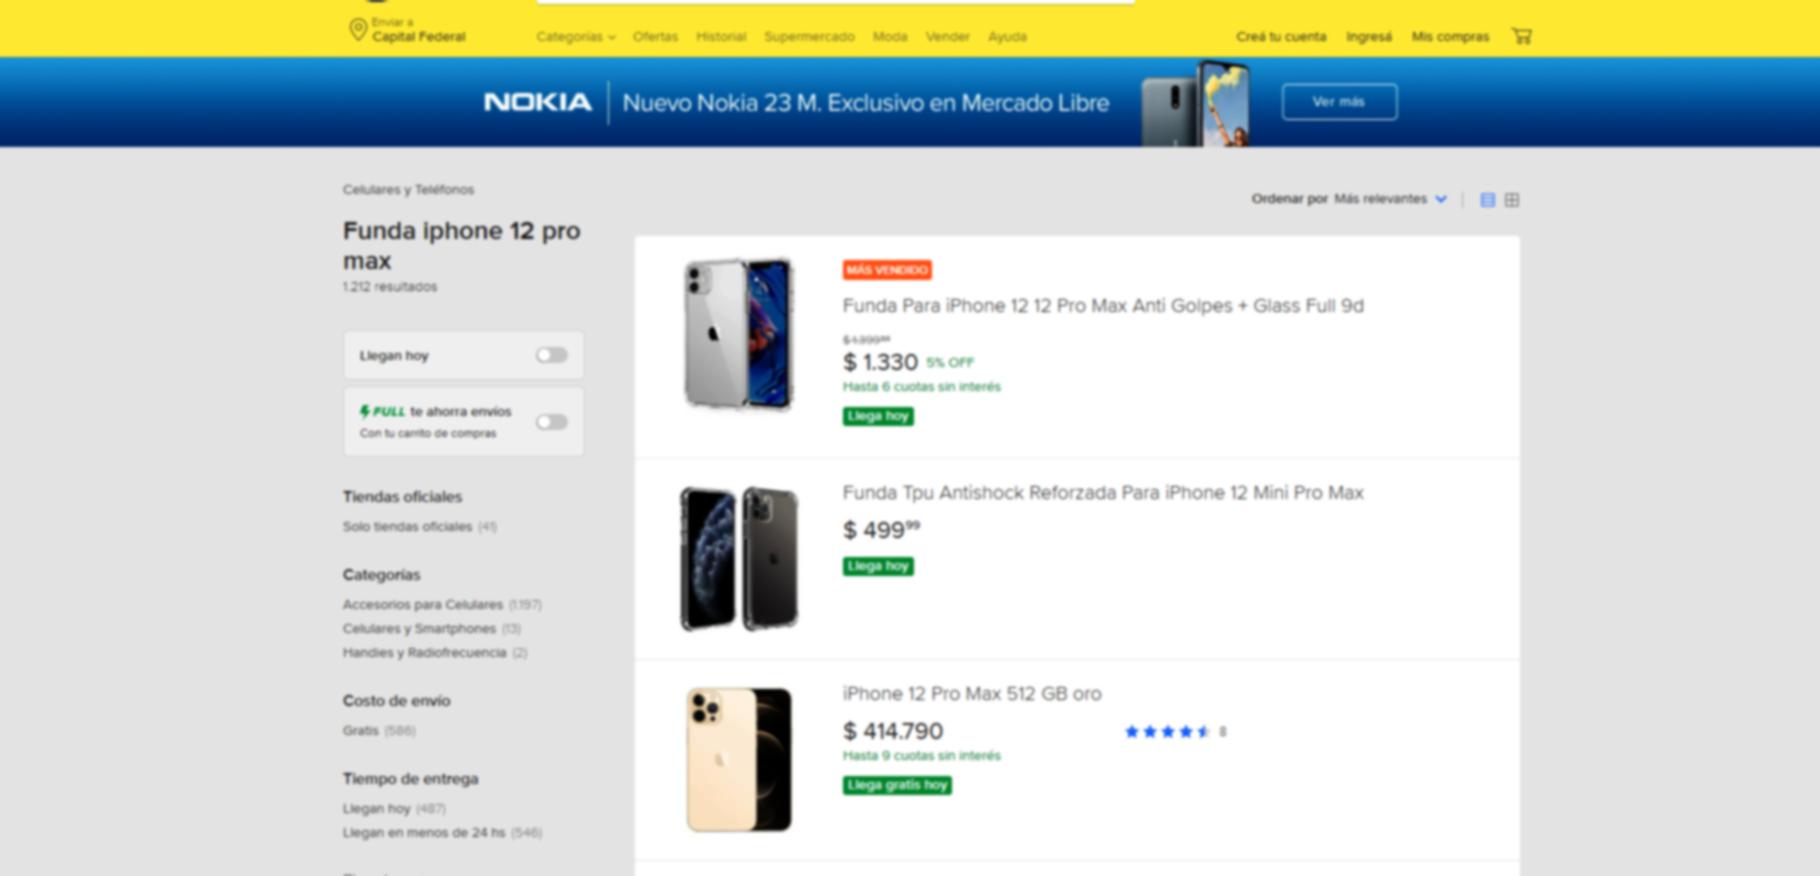 Enviar a
Capital Federal
Categorías Ofertas Historial Supermercado Moda Vender Ayuda
Creá tu cuenta Ingresá Mis compras
NOKIA Nuevo Nokia 23 M. Exclusivo en Mercado Libre
Ver más
Celulares y Teléfonos
Ordenar por Más relevantes
Funda iphone 12 pro
max
1.212 resultados
Llegan hoy
FULL te ahorra envíos
Con tu carrito de compras
Tiendas oficiales
Solo tiendas oficiales (41)
Categorías
Accesorios para Celulares (1.197)
Celulares y Smartphones (13)
Handies y Radiofrecuencia (2)
Costo de envío
Gratis (586)
Tiempo de entrega
Llegan hoy (487)
Llegan en menos de 24 hs (546)
MÁS VENDIDO
Funda Para iPhone 12 12 Pro Max Anti Golpes + Glass Full 9d
$ 1.330 5% OFF
Hasta 6 cuotas sin interés
Llega hoy
Funda Tpu Antishock Reforzada Para iPhone 12 Mini Pro Max
$ 499 99
Llega hoy
iPhone 12 Pro Max 512 GB oro
$ 414.790
8
Hasta 9 cuotas sin interés
Llega gratis hoy